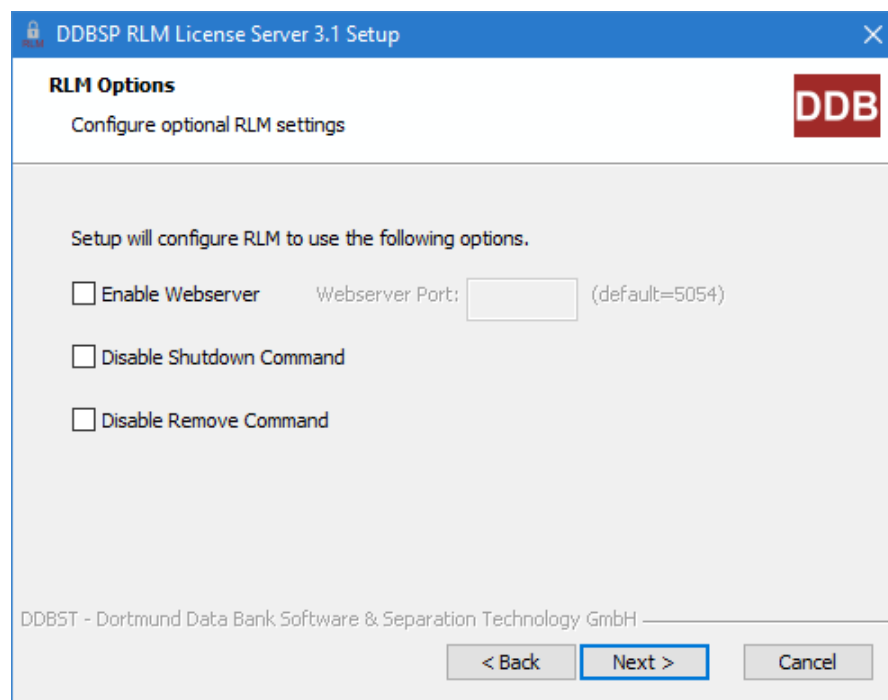 RLM DDBSP RLM License Server 3.1 Setup
RLM Options
Configure optional RLM settings
DDB
Setup will configure RLM to use the following options.
Enable Webserver Webserver Port: (default=5054)
Disable Shutdown Command
Disable Remove Command
DDBST - Dortmund Data Bank Software & Separation Technology GmbH
< Back Next > Cancel